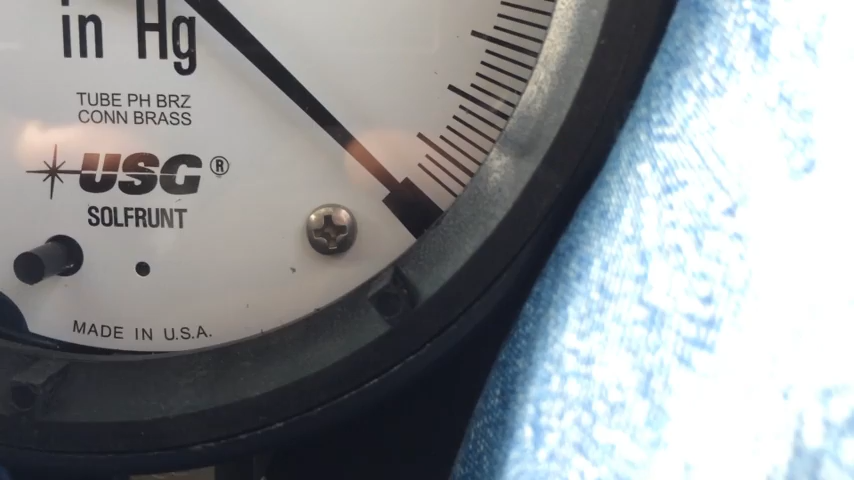 in Hg
TUBE PH BRZ
CONN BRASS
USG®
SOLFRUNT
MADE IN U.S.A.